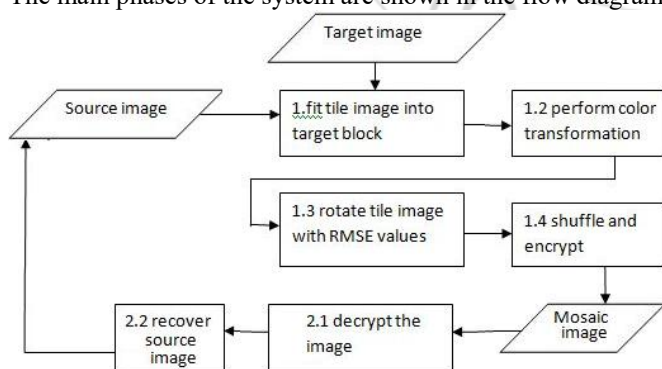 The main phases of the system are shown in the flow diagram
Target image
Source image
1.fit tile image into
target block
1.2 perform color
transformation
1.3 rotate tile image
with RMSE values
1.4 shuffle and
encrypt
Mosaic
image
2.1 decrypt the
image
2.2 recover
source
image